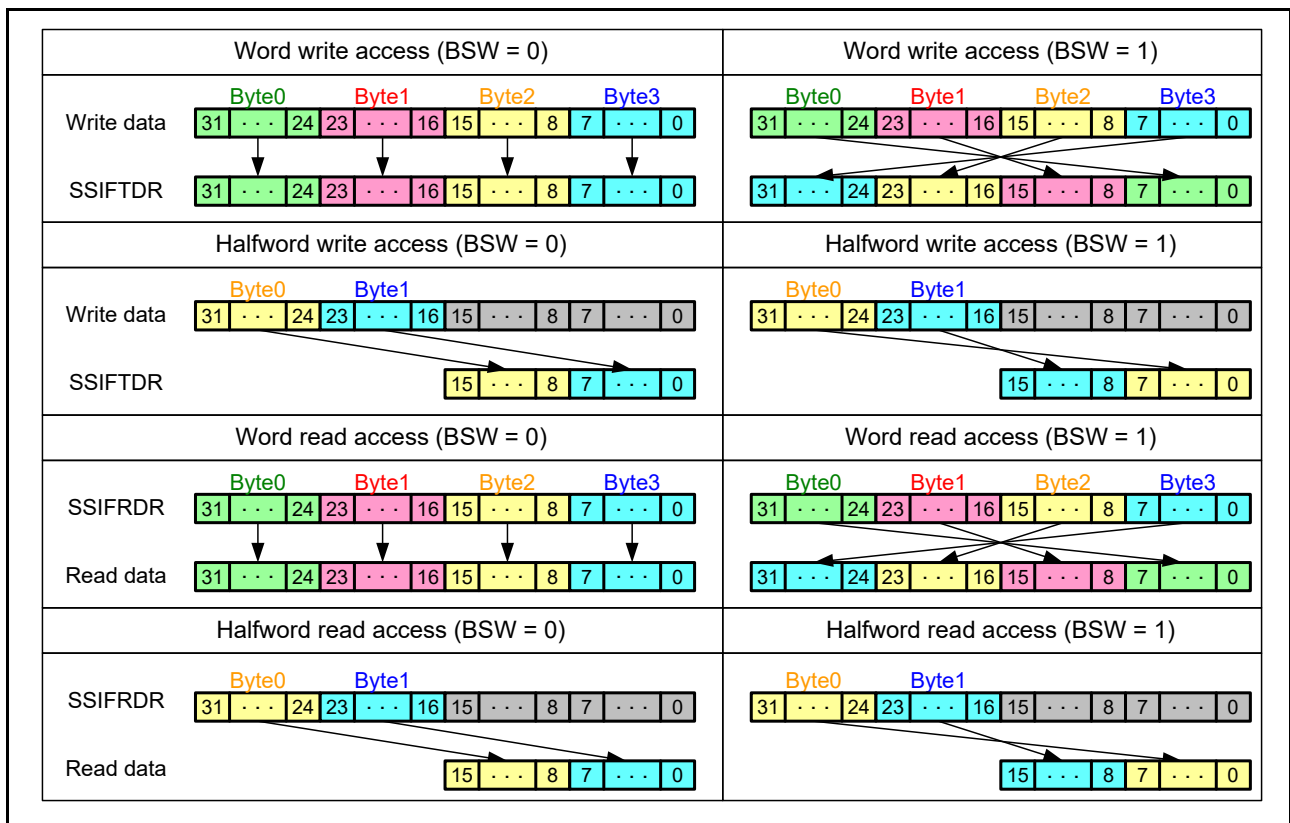 Word write access (BSW = 0) Word write access (BSW = 1)
Byte0 Byte1 Byte2 Byte3 Byte0 Byte1 Byte2 Byte3
Write data 31 ... 24 23 ... 16 15 ... 8 7 ... 0 31 ... 24 23 ... 16 15 ... 8 7 ... 0
SSIFTDR 31 ... 24 23 ... 16 15 ... 8 7 ... 0 31 ... 24 23 ... 16 15 ... 8 7 ... 0
Halfword write access (BSW = 0) Halfword write access (BSW = 1)
Byte0 Byte1 Byte0 Byte1
Write data 31 ... 24 23 ... 16 15 ... 8 7 ... 0 31 ... 24 23 ... 16 15 ... 8 7 ... 0
SSIFTDR 15 ... 8 7 ... 0 15 ... 8 7 ... 0
Word read access (BSW = 0) Word read access (BSW = 1)
Byte0 Byte1 Byte2 Byte3 Byte0 Byte1 Byte2 Byte3
SSIFRDR 31 ... 24 23 ... 16 15 ... 8 7 ... 0 31 ... 24 23 ... 16 15 ... 8 7 ... 0
Read data 31 ... 24 23 ... 16 15 ... 8 7 ... 0 31 ... 24 23 ... 16 15 ... 8 7 ... 0
Halfword read access (BSW = 0) Halfword read access (BSW = 1)
Byte0 Byte1 Byte0 Byte1
SSIFRDR 31 ... 24 23 ... 16 15 ... 8 7 ... 0 31 ... 24 23 ... 16 15 ... 8 7 ... 0
Read data 15 ... 8 7 ... 0 15 ... 8 7 ... 0